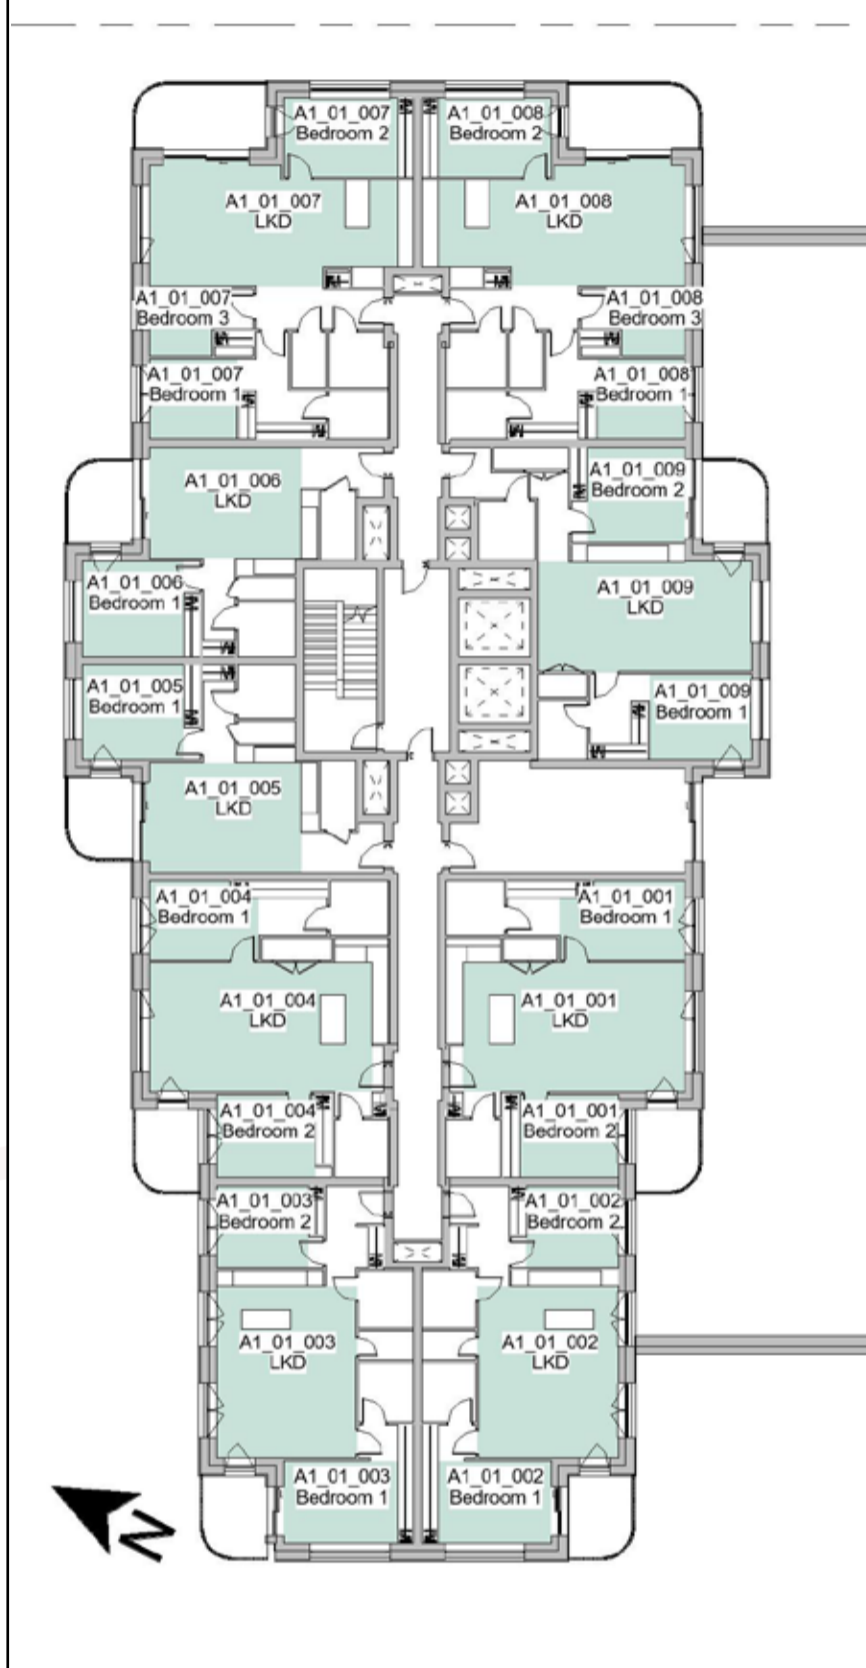 A1_01_007
Bedroom 2
A1_01_008
Bedroom 2
A1_01_007
LKD
A1_01_008
LKD
A1_01_007
Bedroom 3
A1_01_008
Bedroom 3
A1_01_007
Bedroom 1
A1_01_008
Bedroom 1
A1_01_006
LKD
A1_01_009
Bedroom 2
A1_01_006
Bedroom 1
A1_01_009
LKD
A1_01_005
Bedroom 1
A1_01_009
Bedroom 1
A1_01_005
LKD
A1_01_004
Bedroom 1
A1_01_001
Bedroom 1
A1_01_004
LKD
A1_01_001
LKD
A1_01_004
Bedroom 2
A1_01_001
Bedroom 2
A1_01_003
Bedroom 2
A1_01_002
Bedroom 2
A1_01_003
LKD
A1_01_002
LKD
A1_01_003
Bedroom 1
A1_01_002
Bedroom 1
N